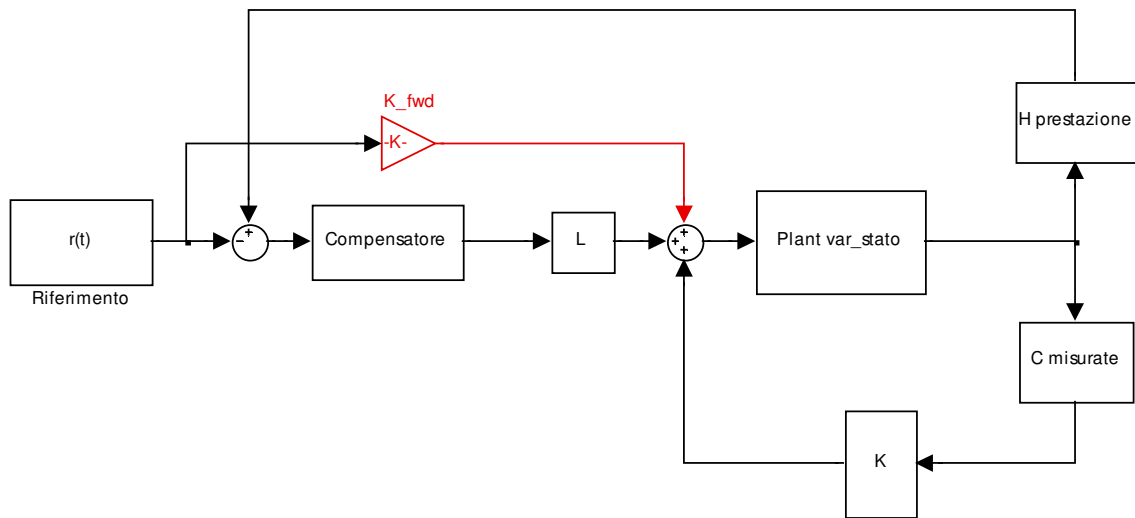 H prestazione
K_fwd
-K-
r(t)
Riferimento
Compensatore
L
Plant var_stato
C misurate
K